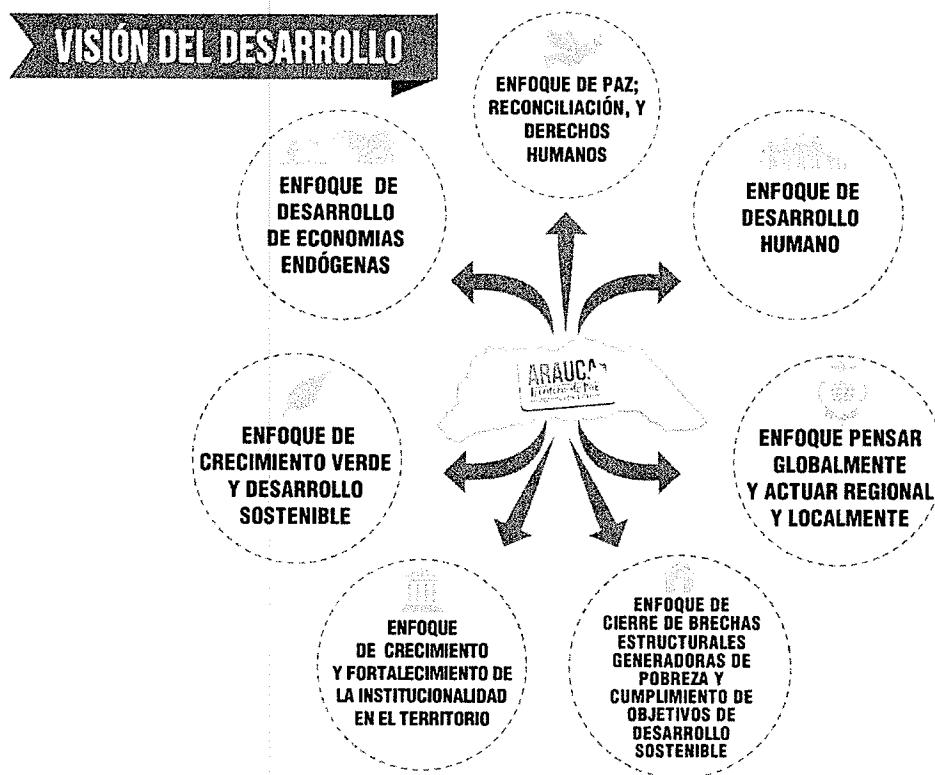 VISIÓN DEL DESARROLLO
ENFOQUE DE PAZ;
RECONCILIACIÓN, Y
DERECHOS
HUMANOS
ENFOQUE DE
DESARROLLO
DE ECONOMIAS
ENDÓGENAS
ENFOQUE DE
DESARROLLO
HUMANO
ARAUCA
ENFOQUE DE
CRECIMIENTO VERDE
Y DESARROLLO
SOSTENIBLE
ENFOQUE PENSAR
GLOBALMENTE
Y ACTUAR REGIONAL
Y LOCALMENTE
ENFOQUE
DE CRECIMIENTO
Y FORTALECIMIENTO DE
LA INSTITUCIONALIDAD
EN EL TERRITORIO
ENFOQUE DE
CIERRE DE BRECHAS
ESTRUCTURALES
GENERADORAS DE
POBREZA Y
CUMPLIMIENTO DE
OBJETIVOS DE
DESARROLLO
SOSTENIBLE